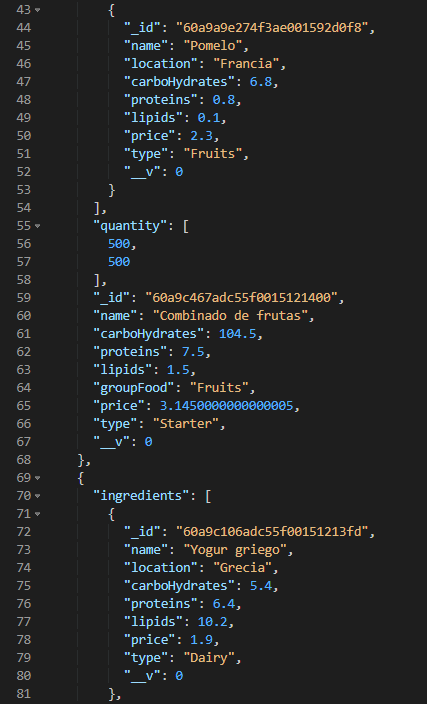 43 {
44 "_id": "60a9a9e274f3ae001592d0f8",
45 "name": "Pomelo",
46 "location": "Francia",
47 "carboHydrates": 6.8,
48 "proteins": 0.8,
49 "lipids": 0.1,
50 "price": 2.3,
51 "type": "Fruits",
52 "__v": 0
53 }
54 ],
55 "quantity": [
56 500,
57 500
58 ],
59 "_id": "60a9c467adc55f0015121400",
60 "name": "Combinado de frutas",
61 "carboHydrates": 104.5,
62 "proteins": 7.5,
63 "lipids": 1.5,
64 "groupFood": "Fruits",
65 "price": 3.1450000000000005,
66 "type": "Starter",
67 "__v": 0
68 },
69 {
70 "ingredients": [
71 {
72 "_id": "60a9c106adc55f00151213fd",
73 "name": "Yogur griego",
74 "location": "Grecia",
75 "carboHydrates": 5.4,
76 "proteins": 6.4,
77 "lipids": 10.2,
78 "price": 1.9,
79 "type": "Dairy",
80 "__v": 0
81 },